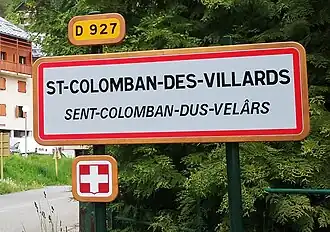 D 927
ST-COLOMBAN-DES-VILLARDS
SENT-COLOMBAN-DUS-VELÂRS